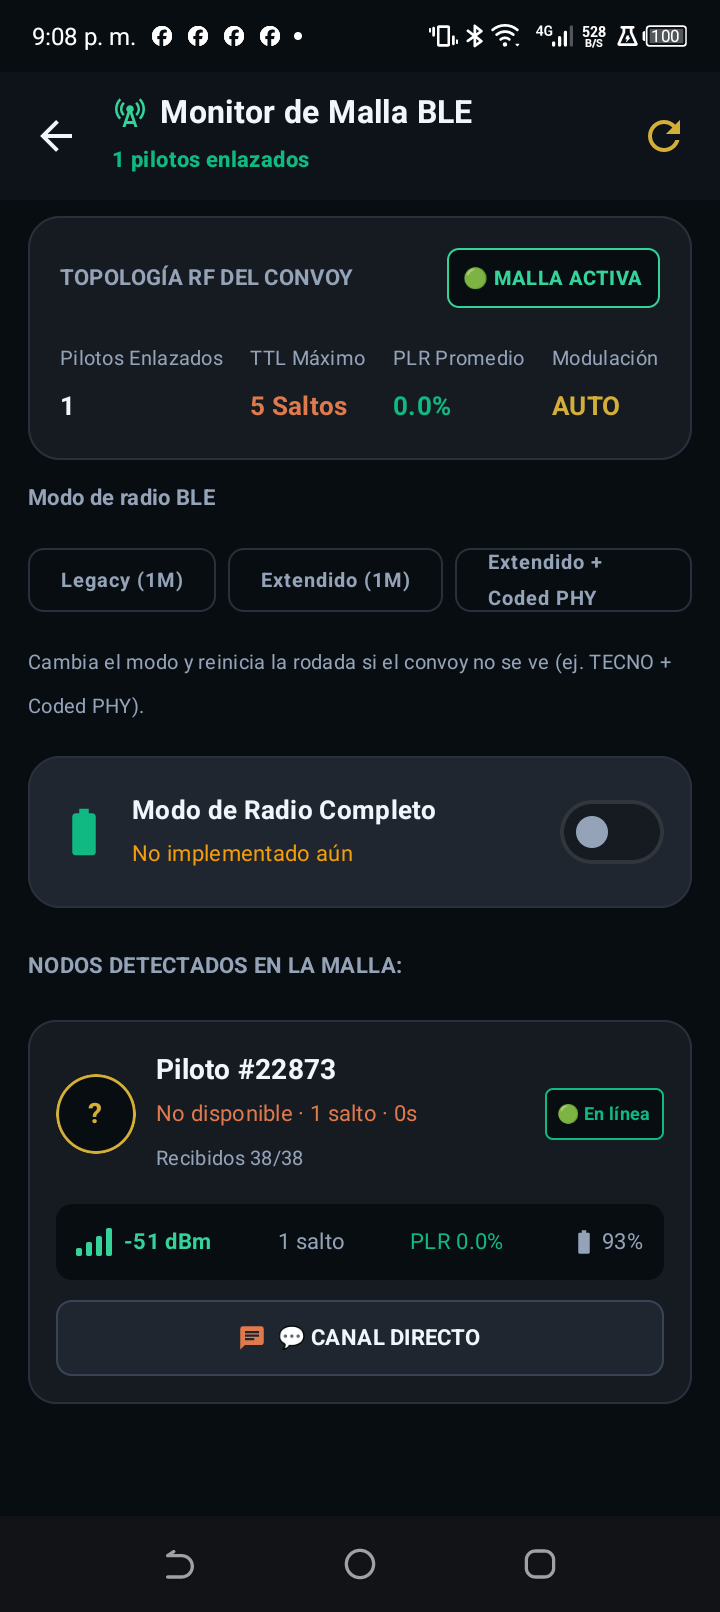 9:08 p. m.
4G 528 B/S 100
Monitor de Malla BLE
1 pilotos enlazados
TOPOLOGÍA RF DEL CONVOY
MALLA ACTIVA
Pilotos Enlazados TTL Máximo PLR Promedio Modulación
1 5 Saltos 0.0% AUTO
Modo de radio BLE
Legacy (1M)
Extendido (1M)
Extendido +
Coded PHY
Cambia el modo y reinicia la rodada si el convoy no se ve (ej. TECNO +
Coded PHY).
Modo de Radio Completo
No implementado aún
NODOS DETECTADOS EN LA MALLA:
?
Piloto #22873
No disponible · 1 salto · 0s
Recibidos 38/38
En línea
-51 dBm 1 salto PLR 0.0% 93%
CANAL DIRECTO